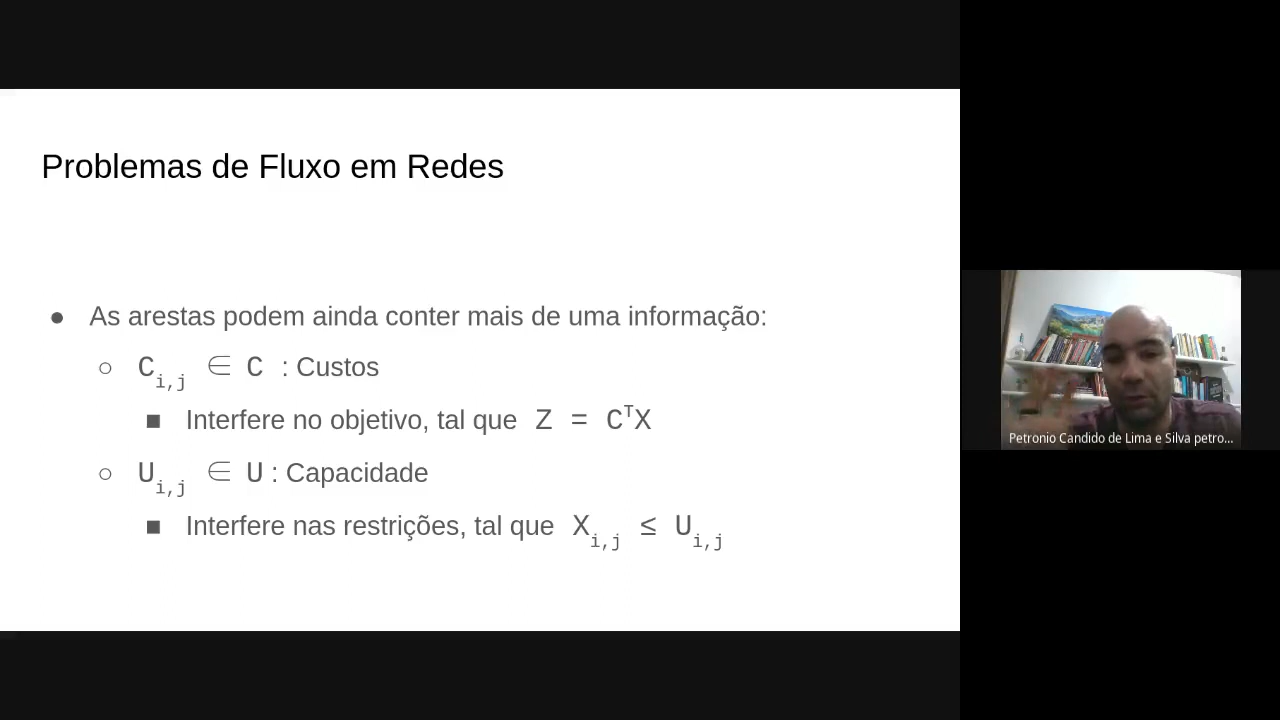 Problemas de Fluxo em Redes
● As arestas podem ainda conter mais de uma informação:
○ Ci,j ∈ C : Custos
■ Interfere no objetivo, tal que Z = CᵀX
○ Ui,j ∈ U : Capacidade
■ Interfere nas restrições, tal que Xi,j ≤ Ui,j
Petronio Candido de Lima e Silva petro...